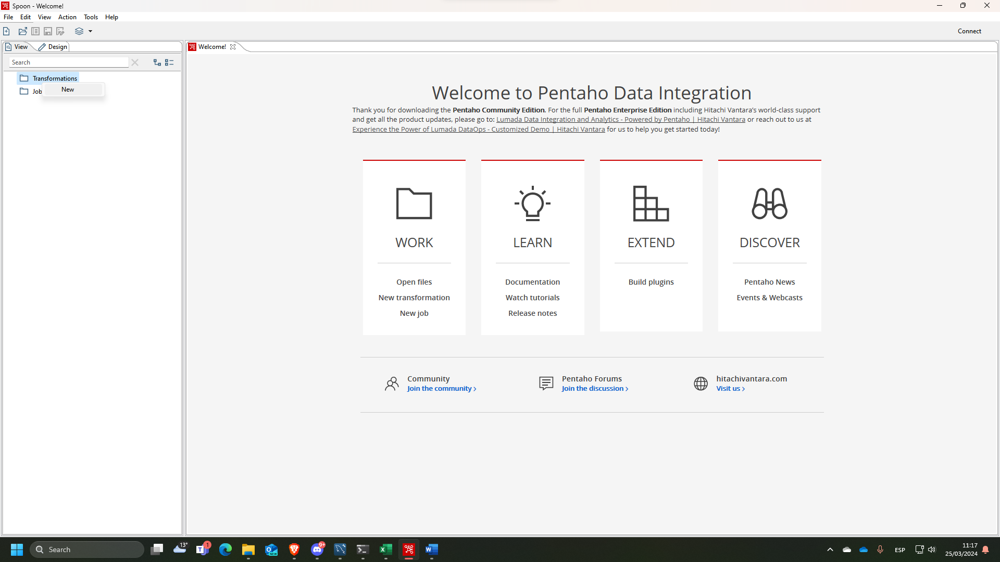 Spoon - Welcome!
File Edit View Action Tools Help
Connect
View Design
Welcome!
Search
Transformations
New
Job
Welcome to Pentaho Data Integration
Thank you for downloading the Pentaho Community Edition. For the full Pentaho Enterprise Edition including Hitachi Vantara's world-class support
and get all the product updates, please go to: Lumada Data Integration and Analytics - Powered by Pentaho | Hitachi Vantara or reach out to us at
Experience the Power of Lumada DataOps - Customized Demo | Hitachi Vantara for us to help you get started today!
WORK
Open files
New transformation
New job
LEARN
Documentation
Watch tutorials
Release notes
EXTEND
Build plugins
DISCOVER
Pentaho News
Events & Webcasts
Community
Join the community ›
Pentaho Forums
Join the discussion ›
hitachivantara.com
Visit us ›
Search
13°
T
1
O
NEW
9+
X
W
ESP
11:17
25/03/2024